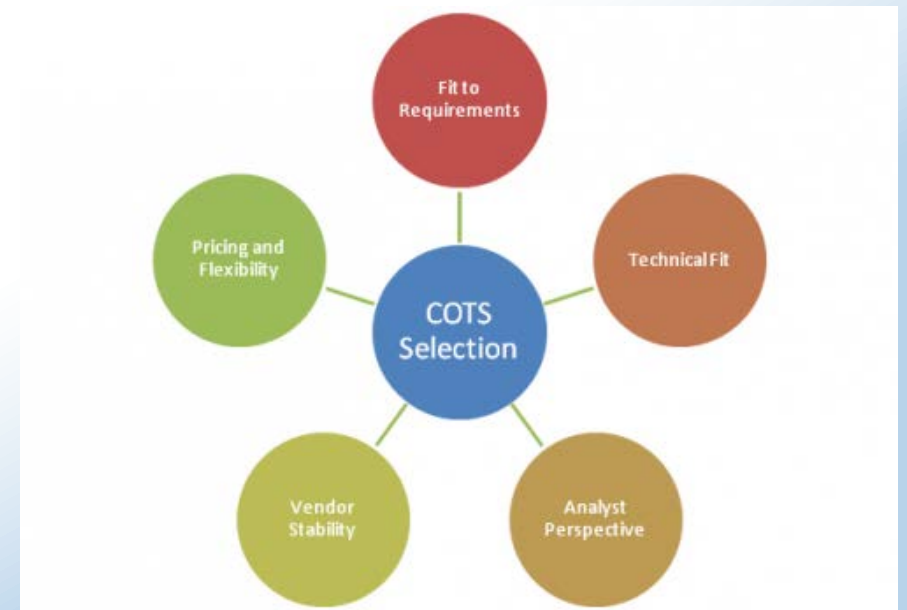 Fit to
Requirements
Pricing and
Flexibility
Technical Fit
COTS
Selection
Vendor
Stability
Analyst
Perspective